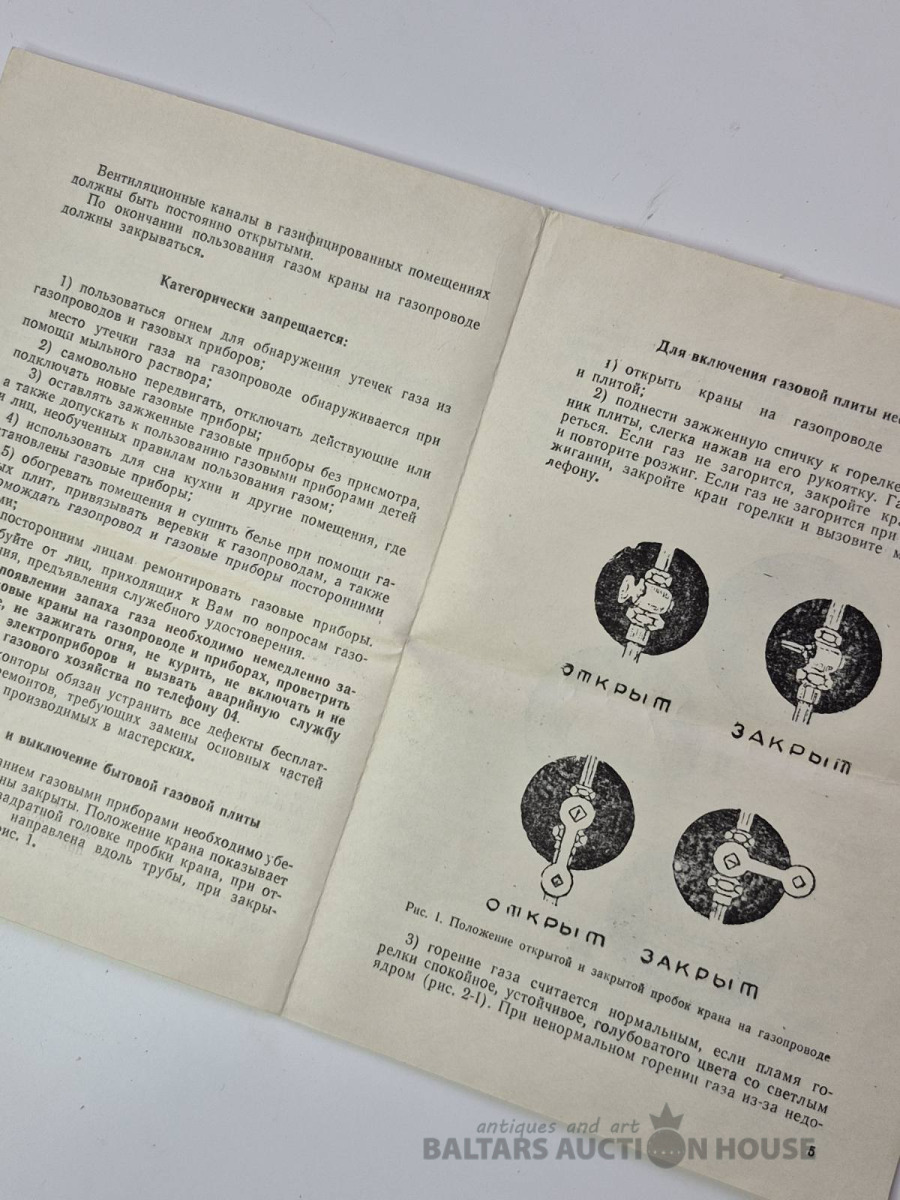 Вентиляционные каналы в газифицированных помещениях
должны быть постоянно открытыми.
По окончании пользования газом краны на газопроводе
должны закрываться.
Категорически запрещается:
1) пользоваться огнем для обнаружения утечек газа из
газопроводов и газовых приборов;
место утечки газа на газопроводе обнаруживается при
помощи мыльного раствора;
2) самовольно передвигать, отключать действующие или
подключать новые газовые приборы;
3) оставлять зажженные газовые приборы без присмотра,
а также допускать к пользованию газовыми приборами детей
и лиц, необученных правилам пользования газом;
4) использовать для сна кухни и другие помещения, где
установлены газовые приборы;
5) обогревать помещения и сушить белье при помощи га-
плит, привязывать веревки к газопроводам, а также
газопровод и газовые приборы посторонними
посторонним лицам ремонтировать газовые приборы.
от лиц, приходящих к Вам по вопросам газо-
предъявления служебного удостоверения.
появлении запаха газа необходимо немедленно за-
краны на газопроводе и приборах, проветрить
не зажигать огня, не курить, не включать и не
электроприборов и вызвать аварийную службу
газового хозяйства по телефону 04.
конторы обязан устранить все дефекты бесплат-
ремонтов, требующих замены основных частей
производимых в мастерских.
и выключение бытовой газовой плиты
газовыми приборами необходимо убе-
закрыты. Положение крана показывает
квадратной головке пробки крана, при от-
направлена вдоль трубы, при закры-
рис. 1.
Для включения газовой плиты
1) открыть краны на газопроводе
и плитой;
2) поднести зажженную спичку к горелке
ник плиты, слегка нажав на его рукоятку.
реться. Если газ не загорится, закройте
и повторите розжиг. Если газ не загорится при
жигании, закройте кран горелки и вызовите
лефону.
ОТКРЫТ
ЗАКРЫТ
ОТКРЫТ ЗАКРЫТ
Рис. 1. Положение открытой и закрытой пробок крана на газопроводе
3) горение газа считается нормальным, если пламя го-
релки спокойное, устойчивое, голубоватого цвета со светлым
ядром (рис. 2-I). При ненормальном горении газа из-за недо-
5
antiques and art
BALTARS AUCTION HOUSE